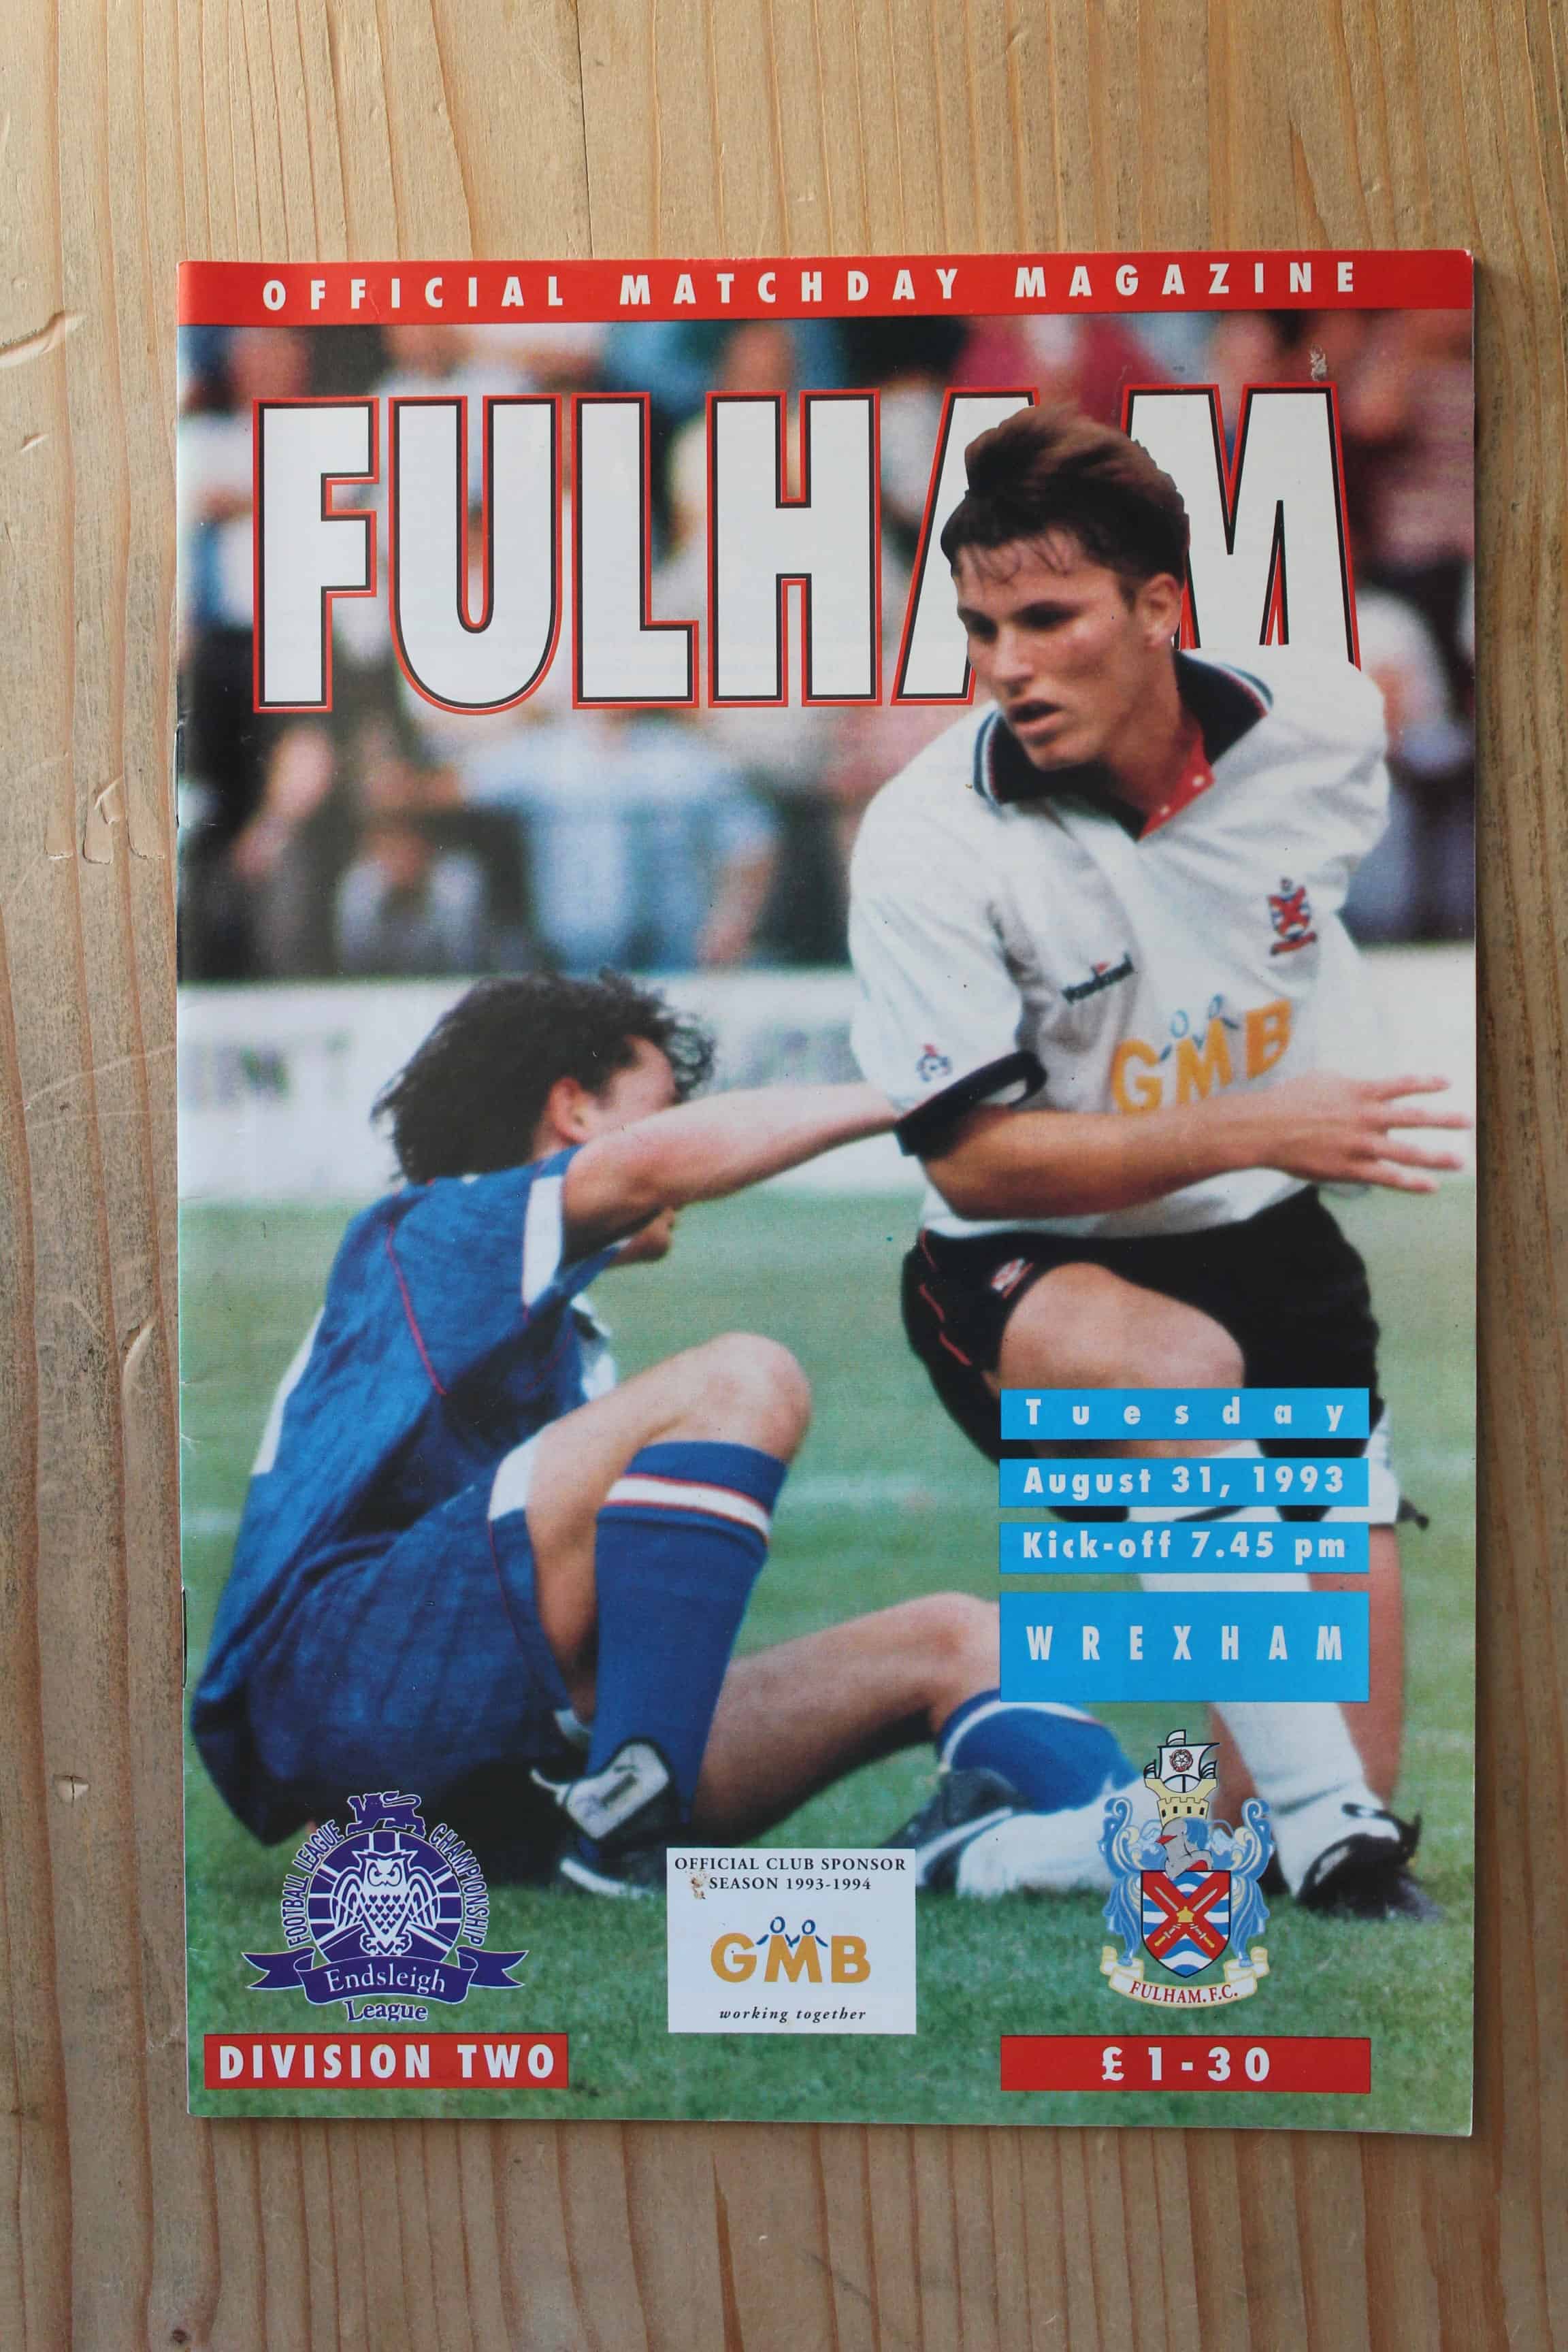 OFFICIAL MATCHDAY MAGAZINE
FULHAM
GMB
Tuesday
August 31, 1993
Kick-off 7.45 pm
WREXHAM
FOOTBALL LEAGUE CHAMPIONSHIP
Endsleigh
League
DIVISION TWO
OFFICIAL CLUB SPONSOR
SEASON 1993-1994
GMB
working together
FULHAM. F.C.
£1-30